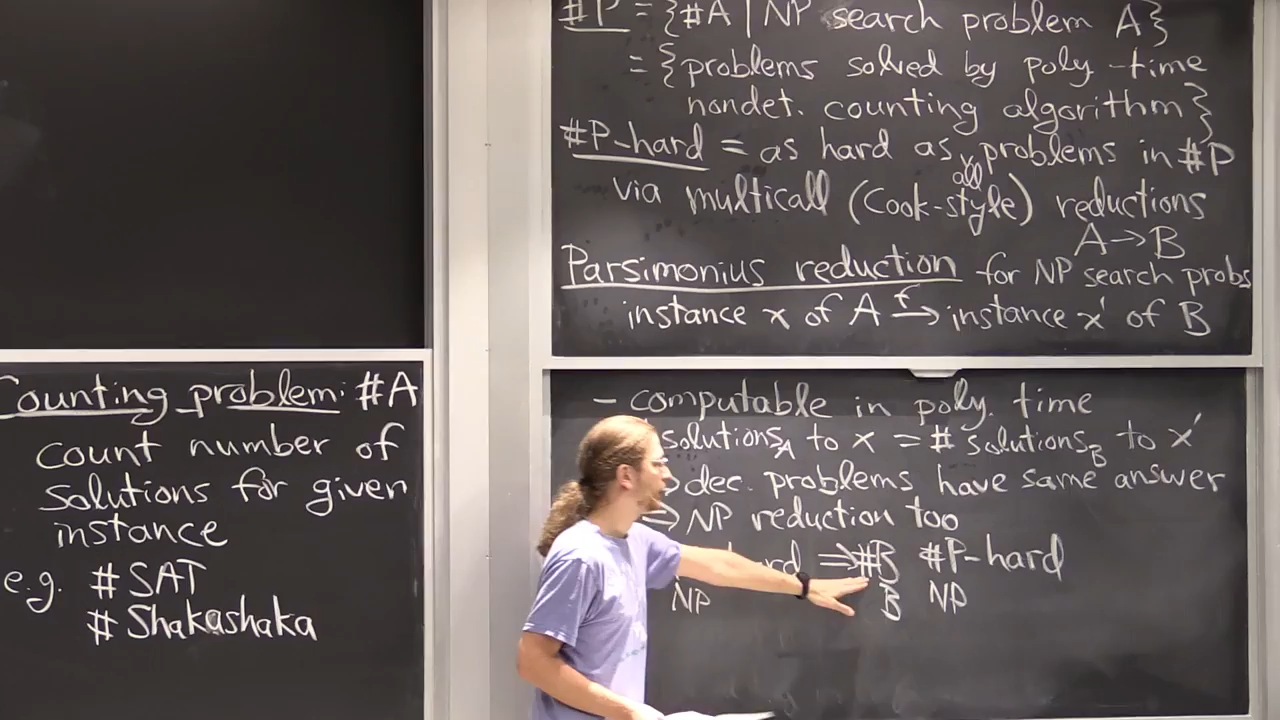 Counting problem: #A
count number of
solutions for given
instance
e.g. #SAT
#Shakashaka
#P = {#A | NP search problem A}
= {problems solved by poly-time
nondet. counting algorithm}
#P-hard = as hard as all problems in #P
via multicall (Cook-style) reductions
A→B
Parsimonius reduction for NP search probs
instance x of A →f instance x' of B
- computable in poly. time
solutionsA to x = # solutionsB to x'
⇒ dec. problems have same answer
⇒ NP reduction too
⇒ #B #P-hard
NP B NP